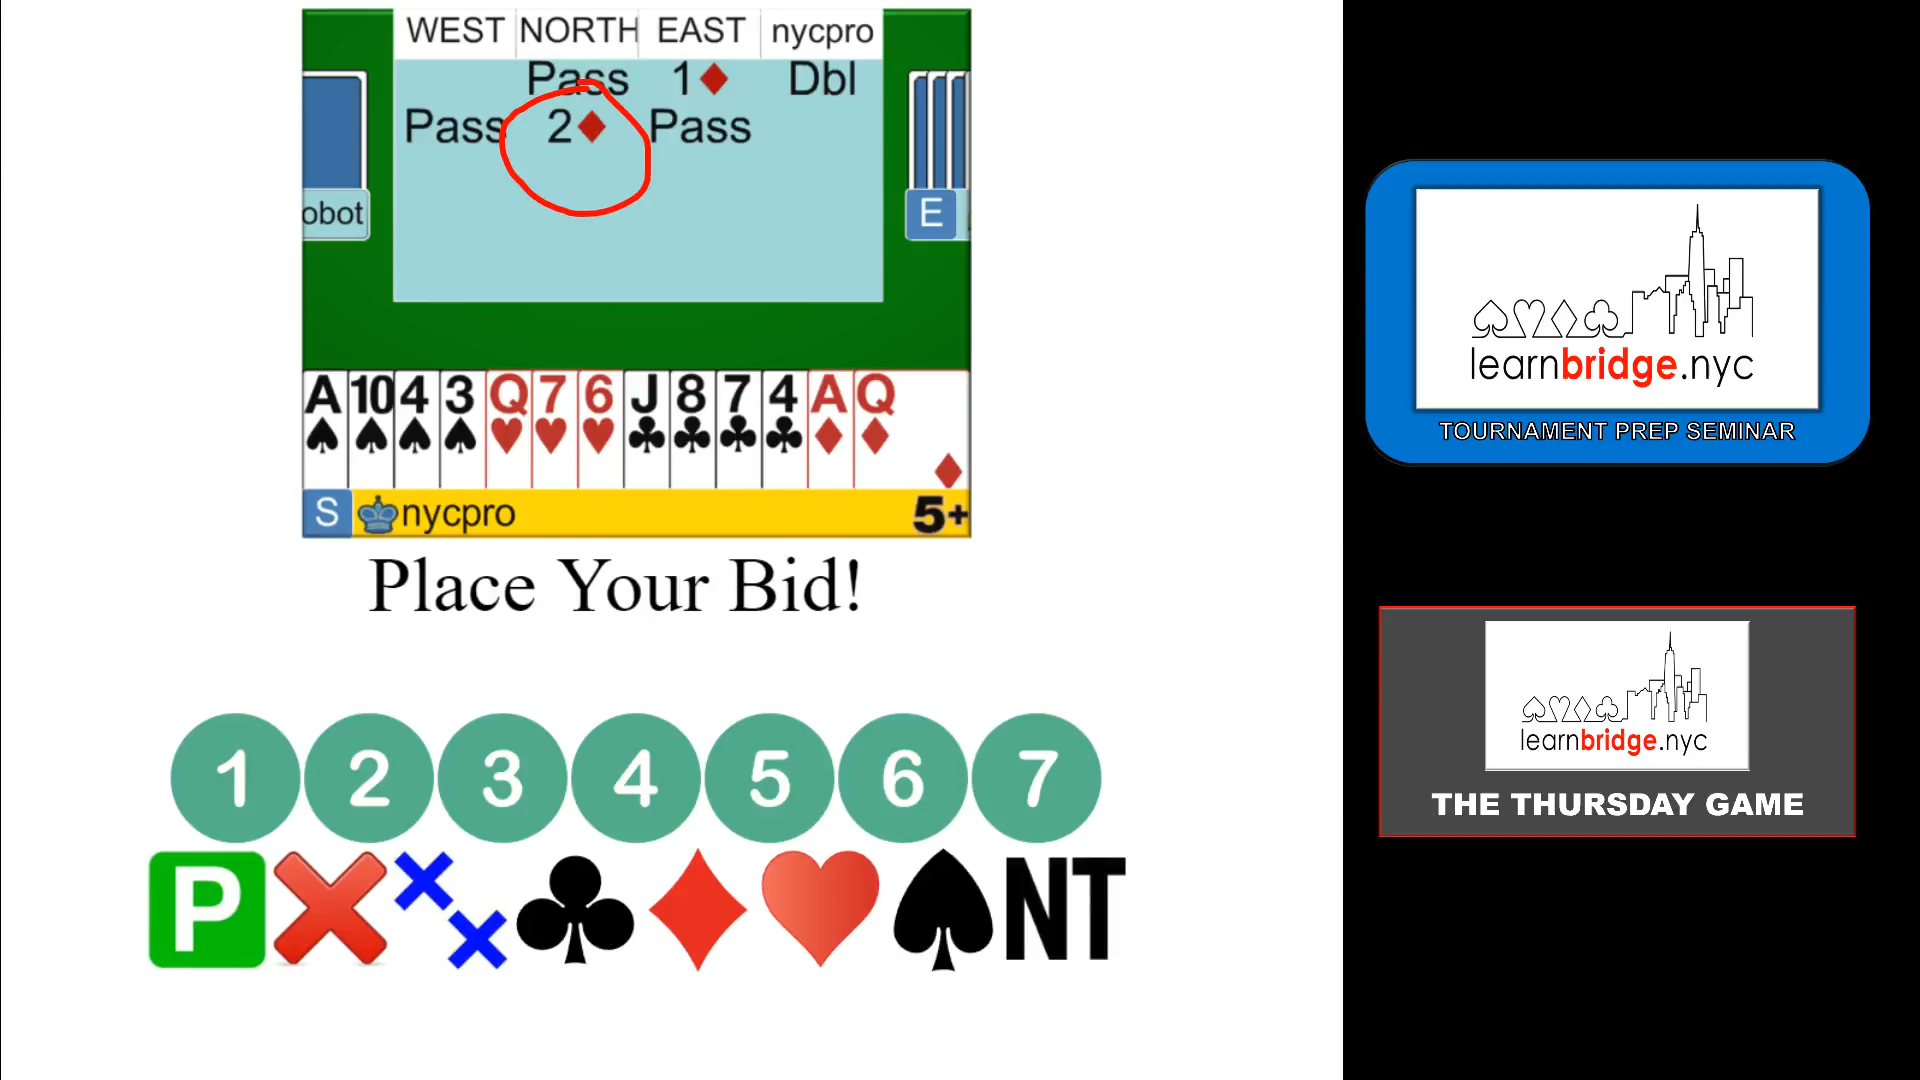 WEST NORTH EAST nycpro
Pass 1♦ Dbl
Pass 2♦ Pass
obot
E
A 10 4 3 Q 7 6 J 8 7 4 A Q
S nycpro 5+
Place Your Bid!
1 2 3 4 5 6 7
P NT
learnbridge.nyc
TOURNAMENT PREP SEMINAR
learnbridge.nyc
THE THURSDAY GAME